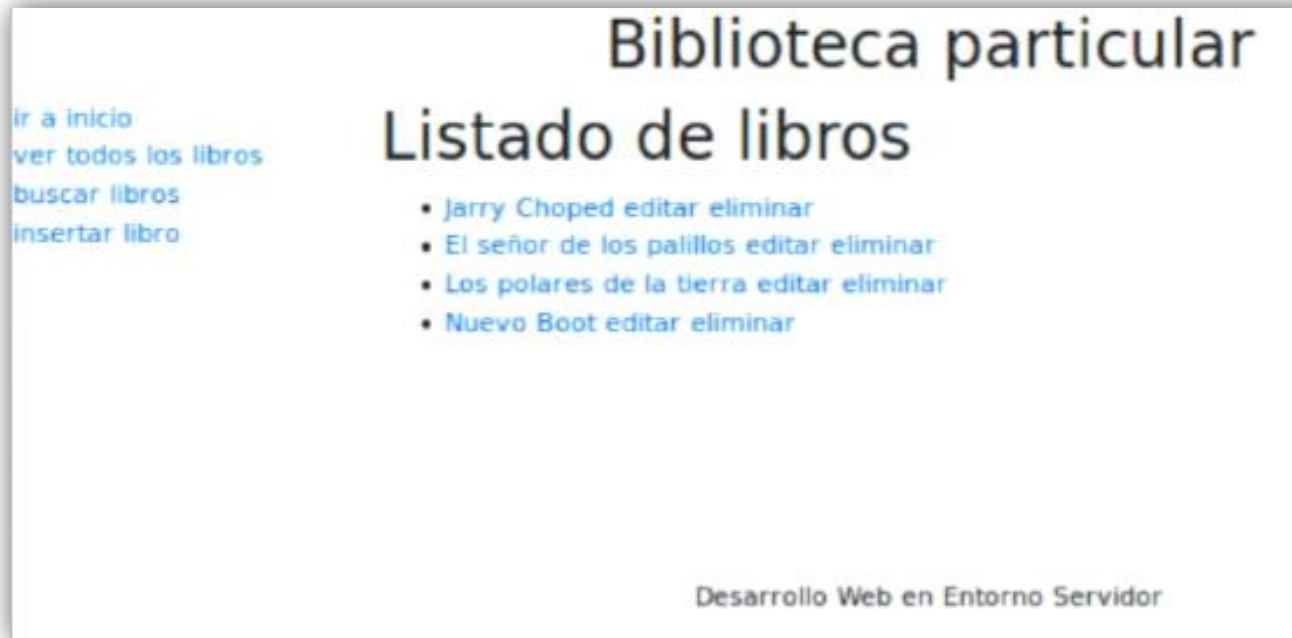 Biblioteca particular
ir a inicio
ver todos los libros
buscar libros
insertar libro
Listado de libros
• Jarry Choped editar eliminar
• El señor de los palillos editar eliminar
• Los polares de la tierra editar eliminar
• Nuevo Boot editar eliminar
Desarrollo Web en Entorno Servidor